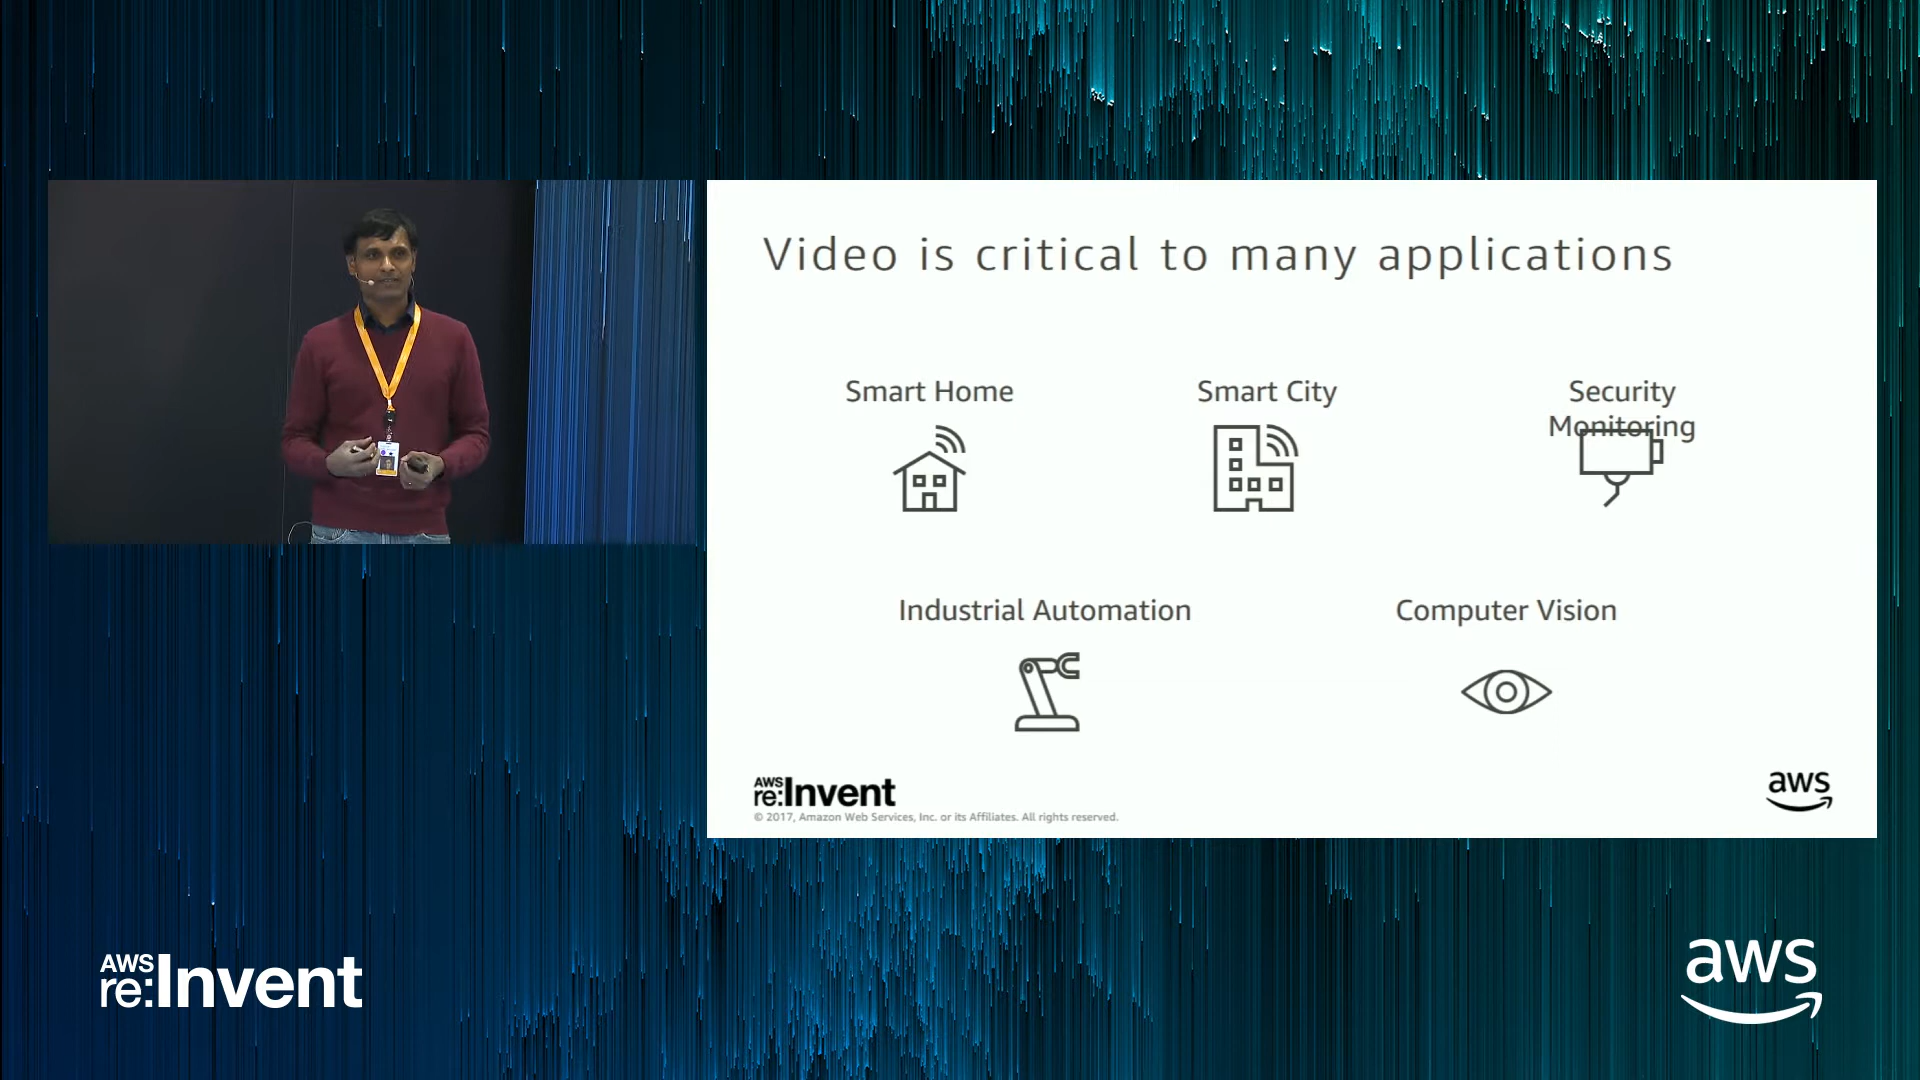 Video is critical to many applications
Smart Home
Smart City
Security
Monitoring
Industrial Automation
Computer Vision
AWS
re:Invent
© 2017, Amazon Web Services, Inc. or its Affiliates. All rights reserved.
aws
AWS
re:Invent
aws